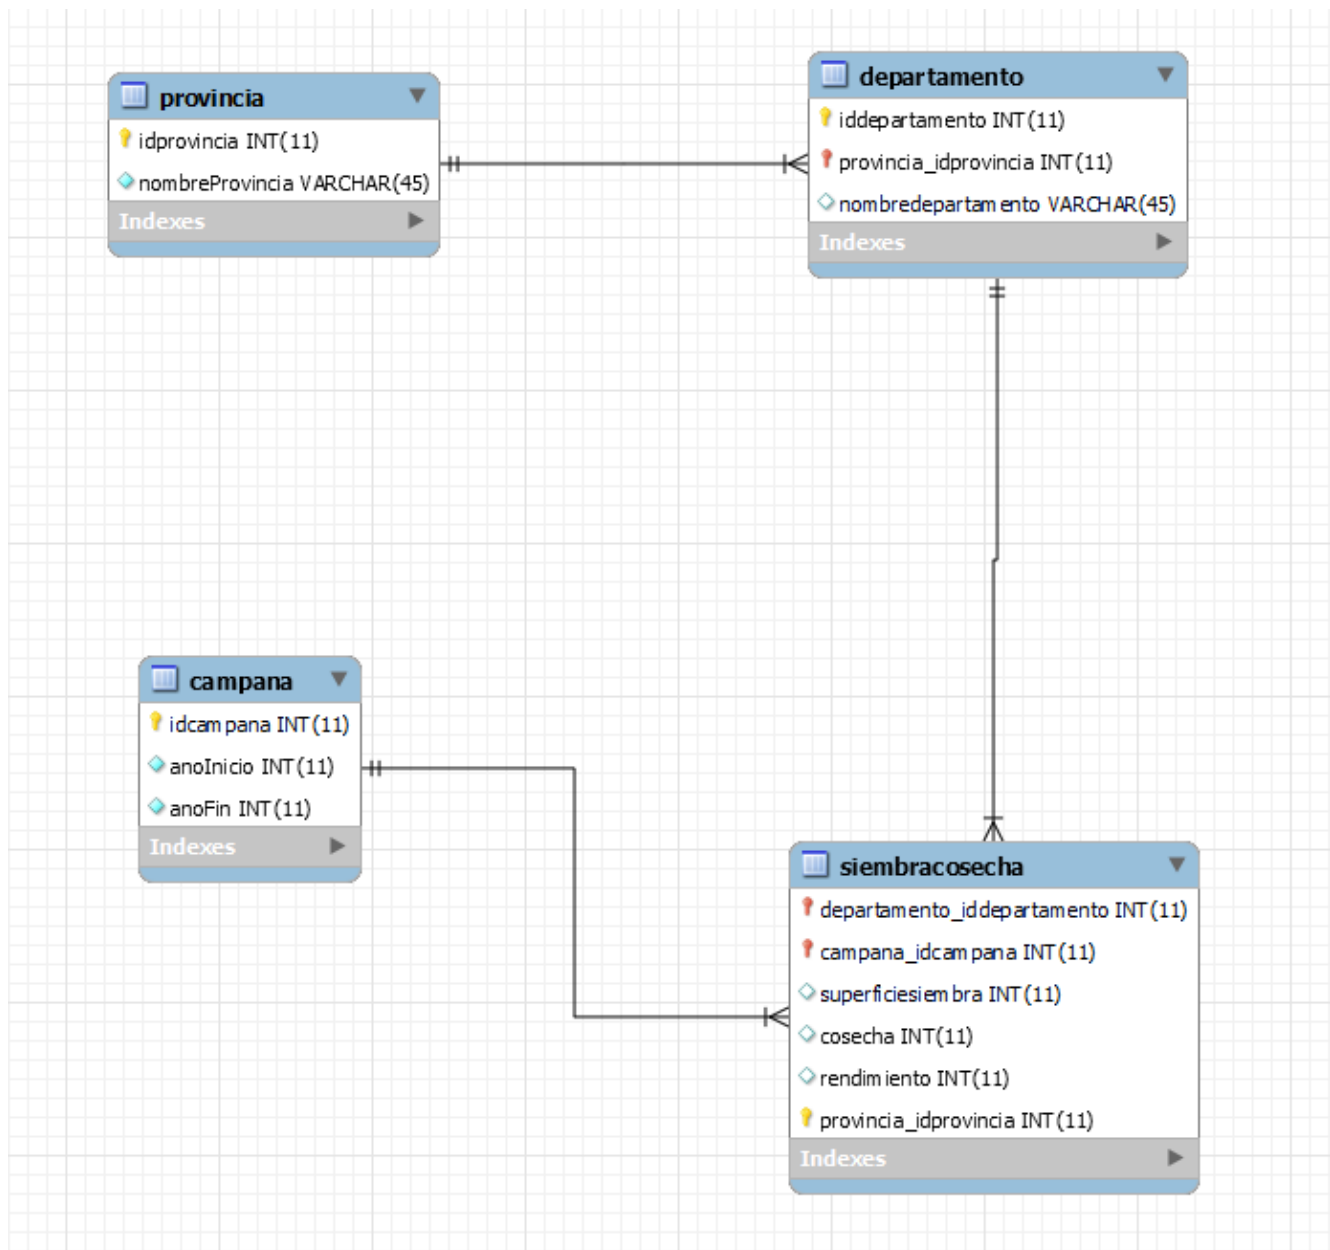 provincia
idprovincia INT(11)
nombreProvincia VARCHAR(45)
Indexes
departamento
iddepartamento INT(11)
provincia_idprovincia INT(11)
nombredepartamento VARCHAR(45)
Indexes
campana
idcampana INT(11)
anoInicio INT(11)
anoFin INT(11)
Indexes
siembracosecha
departamento_iddepartamento INT(11)
campana_idcampana INT(11)
superficiesiembra INT(11)
cosecha INT(11)
rendimiento INT(11)
provincia_idprovincia INT(11)
Indexes